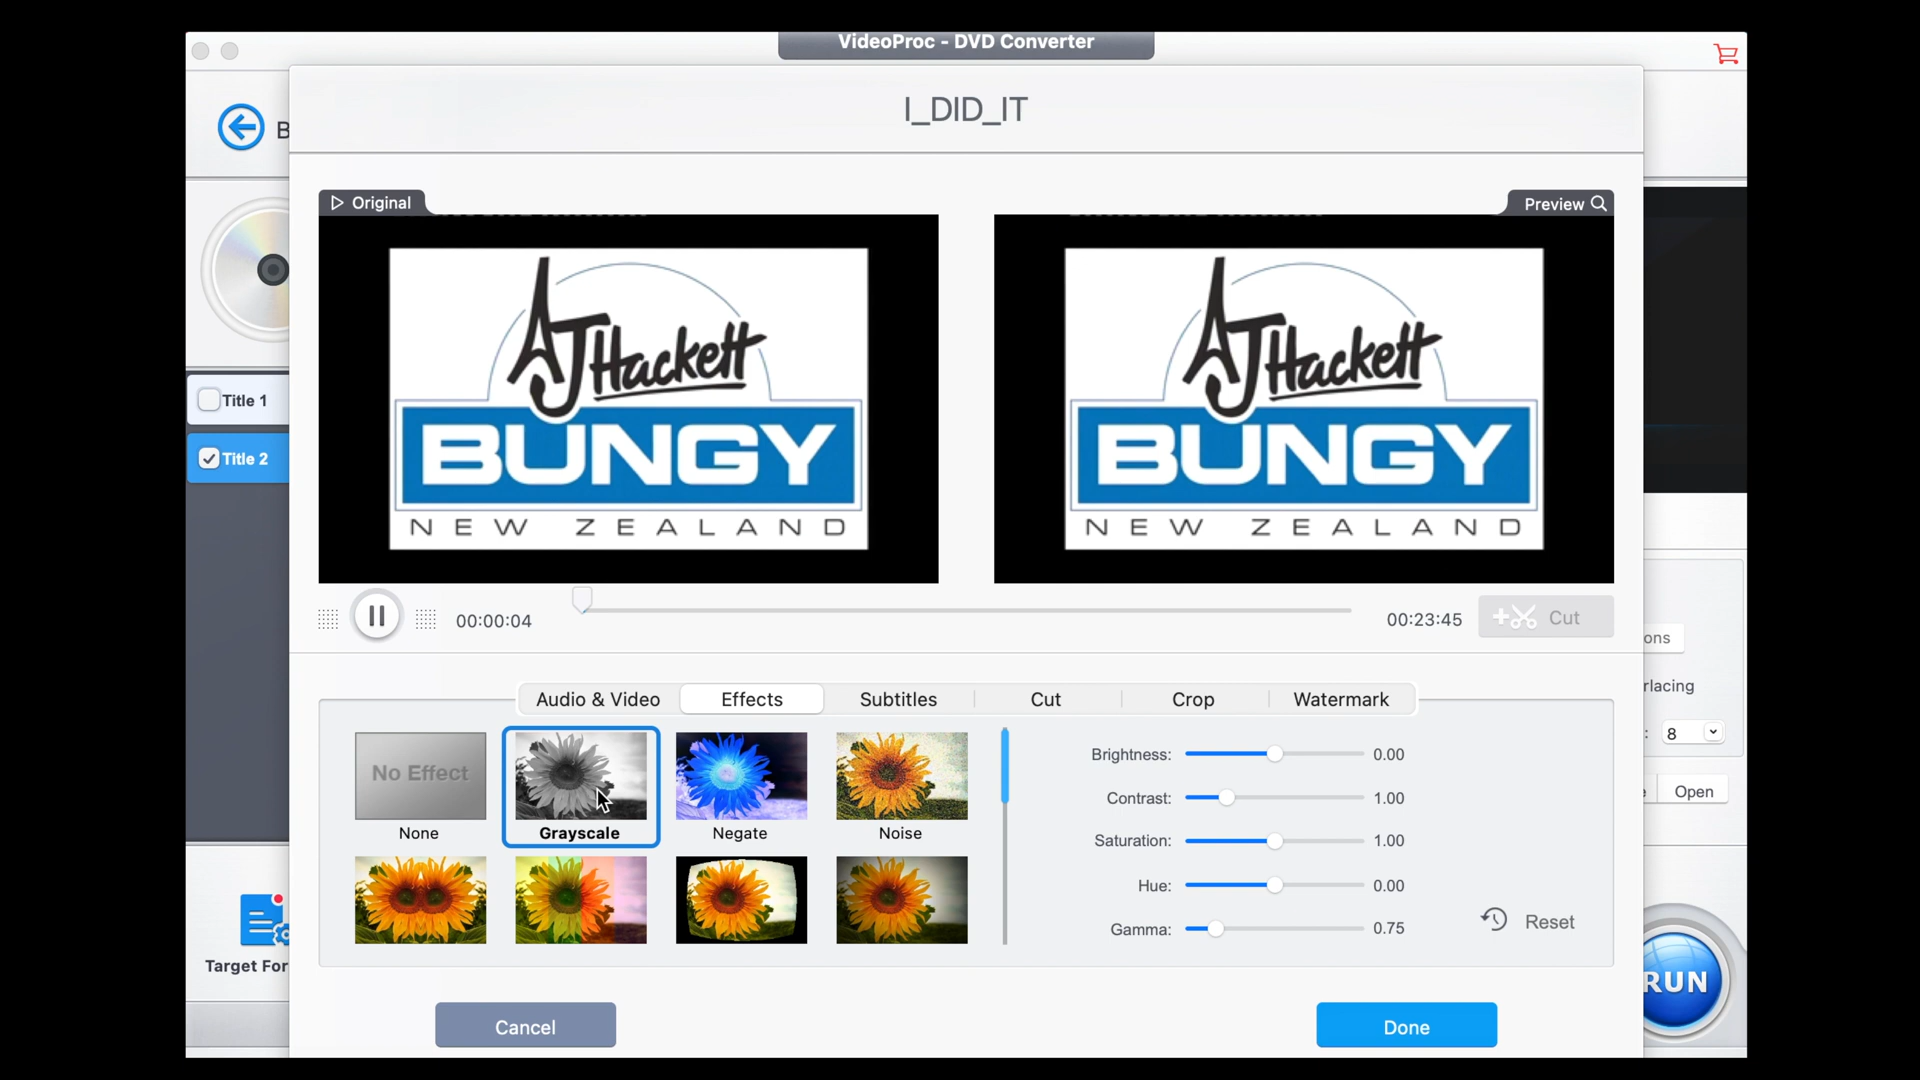 VideoProc - DVD Converter
I_DID_IT
B
Original
Preview
AJ Hackett
BUNGY
NEW ZEALAND
AJ Hackett
BUNGY
NEW ZEALAND
Title 1
Title 2
00:00:04
00:23:45
Cut
ons
rlacing
: 8
Open
Audio & Video
Effects
Subtitles
Cut
Crop
Watermark
No Effect
None
Grayscale
Negate
Noise
Brightness: 0.00
Contrast: 1.00
Saturation: 1.00
Hue: 0.00
Gamma: 0.75
Reset
Target For
RUN
Cancel
Done